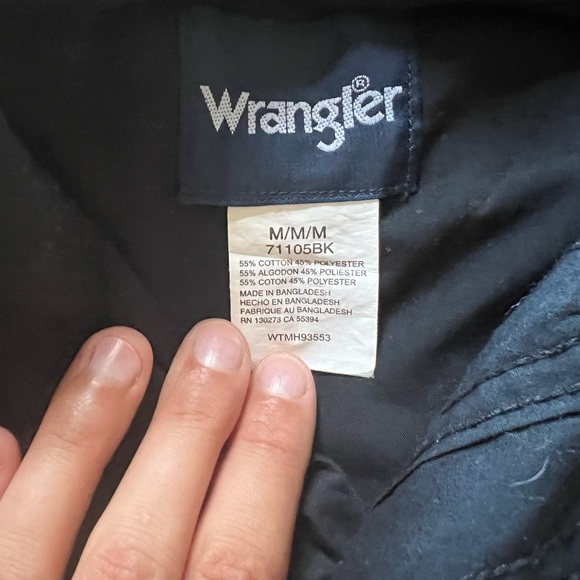 Wrangler®
M/M/M
71105BK
55% COTTON 45% POLYESTER
55% ALGODON 45% POLIESTER
55% COTON 45% POLYESTER
MADE IN BANGLADESH
HECHO EN BANGLADESH
FABRIQUE AU BANGLADESH
RN 130273 CA 55394
WTMH93553